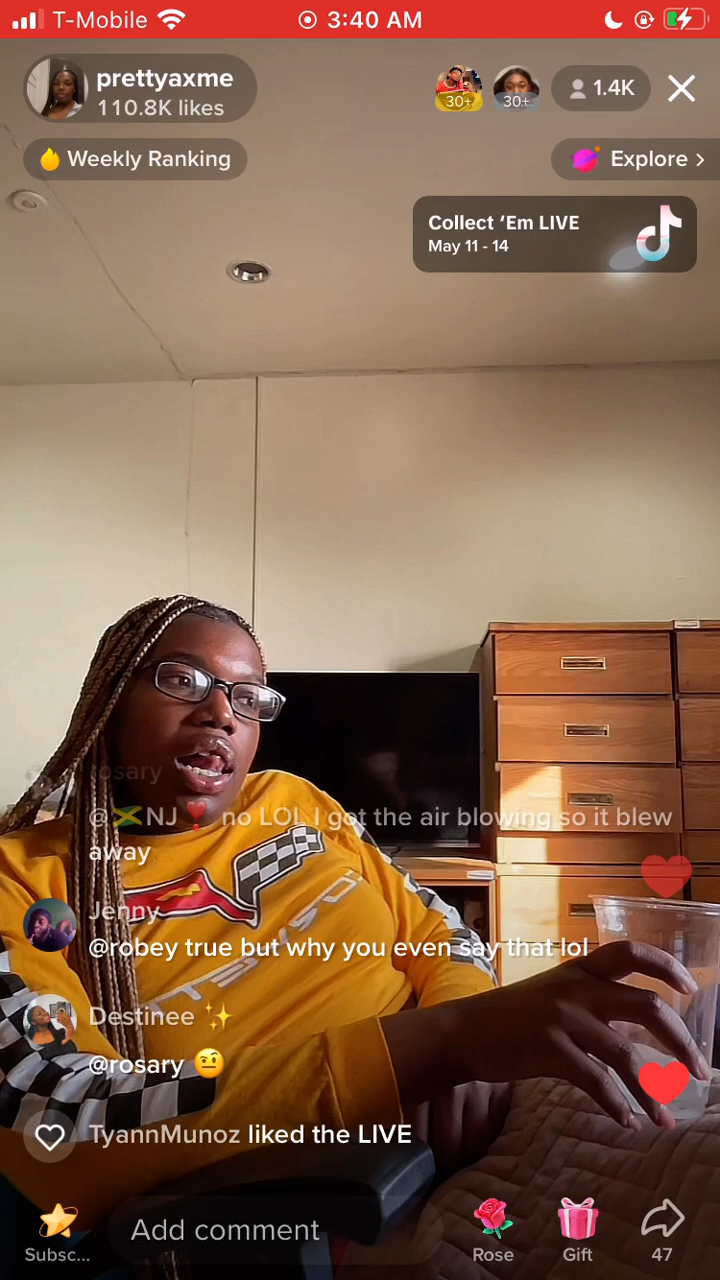 T-Mobile
3:40 AM
prettyaxme
110.8K likes
30+
30+
1.4K
Weekly Ranking
Explore >
Collect ‘Em LIVE
May 11 - 14
rosary
@🇯🇲NJ❣️ no LOL I got the air blowing so it blew
away
Jenny
@robey true but why you even say that lol
Destinee ✨
@rosary 🤨
TyannMunoz liked the LIVE
Subsc...
Add comment
Rose
Gift
47